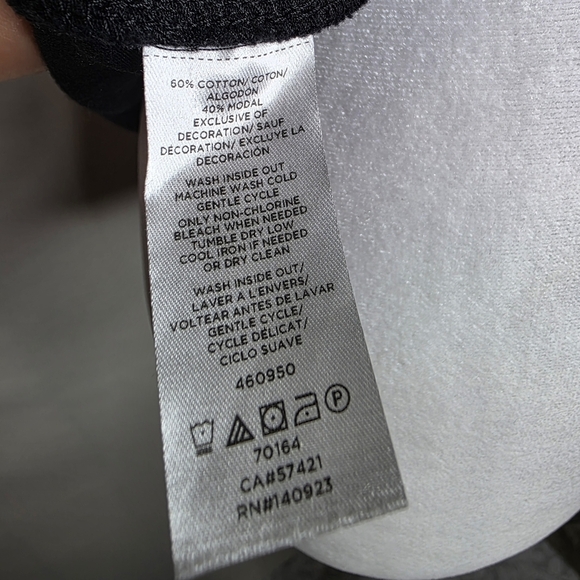 60% COTTON/ COTON/
ALGODON
40% MODAL
EXCLUSIVE OF
DECORATION/ SAUF
DÉCORATION/ EXCLUYE LA
DECORACIÓN
WASH INSIDE OUT
MACHINE WASH COLD
GENTLE CYCLE
ONLY NON-CHLORINE
BLEACH WHEN NEEDED
TUMBLE DRY LOW
COOL IRON IF NEEDED
OR DRY CLEAN
WASH INSIDE OUT/
LAVER A L'ENVERS/
VOLTEAR ANTES DE LAVAR
GENTLE CYCLE/
CYCLE DÉLICAT/
CICLO SUAVE
460950
P
70164
CA#57421
RN#140923